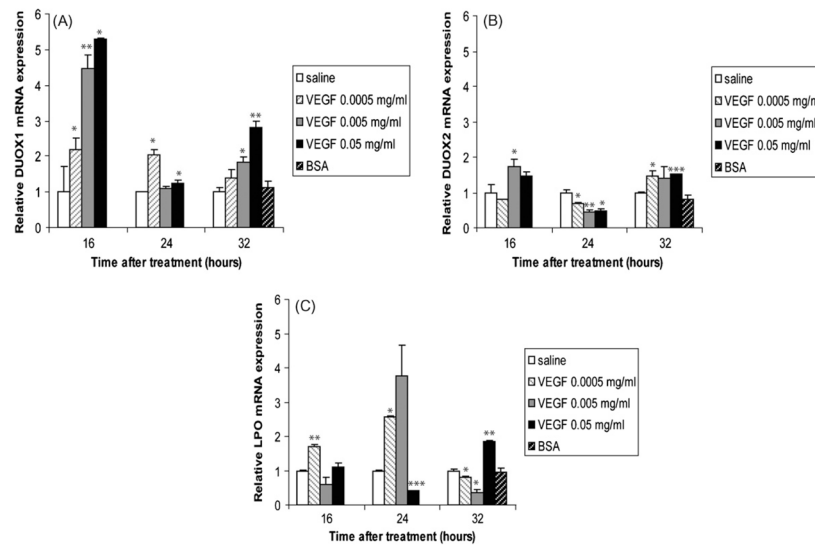 (A)
Relative DUOX1 mRNA expression
6
5
4
3
2
1
0
*
**
*
*
*
*
**
16
24
32
Time after treatment (hours)
saline
VEGF 0.0005 mg/ml
VEGF 0.005 mg/ml
VEGF 0.05 mg/ml
BSA
(B)
Relative DUOX2 mRNA expression
6
5
4
3
2
1
0
*
*
**
*
*
***
16
24
32
Time after treatment (hours)
saline
VEGF 0.0005 mg/m
VEGF 0.005 mg/ml
VEGF 0.05 mg/ml
BSA
(C)
Relative LPO mRNA expression
6
5
4
3
2
1
0
**
*
***
*
*
**
16
24
32
Time after treatment (hours)
saline
VEGF 0.0005 mg/ml
VEGF 0.005 mg/ml
VEGF 0.05 mg/ml
BSA